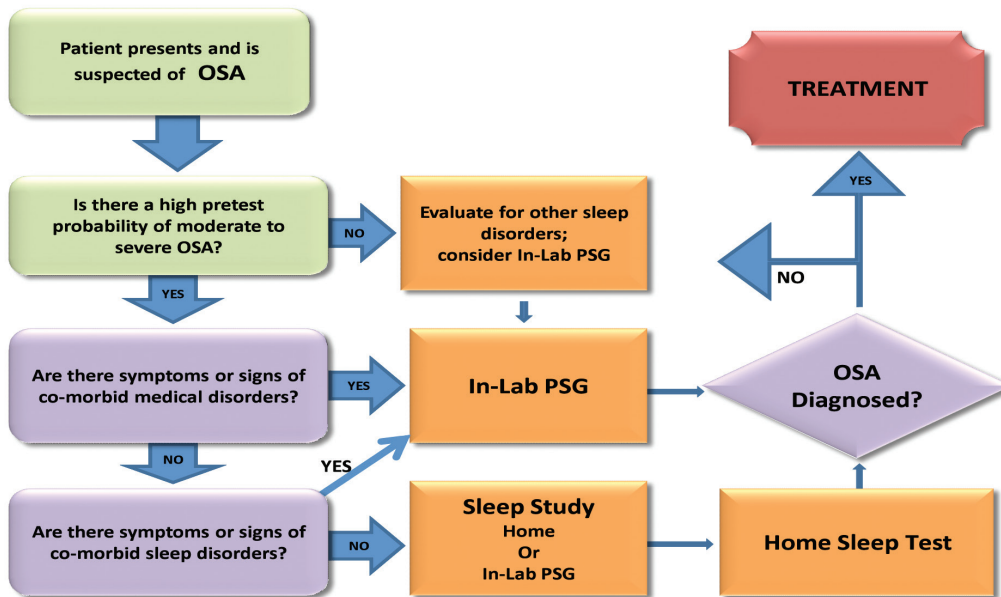 Patient presents and is
suspected of OSA
TREATMENT
YES
Is there a high pretest
probability of moderate to
severe OSA?
NO
Evaluate for other sleep
disorders;
consider In-Lab PSG
NO
YES
Are there symptoms or signs of
co-morbid medical disorders?
YES
In-Lab PSG
OSA
Diagnosed?
NO
YES
Are there symptoms or signs of
co-morbid sleep disorders?
NO
Sleep Study
Home
Or
In-Lab PSG
Home Sleep Test